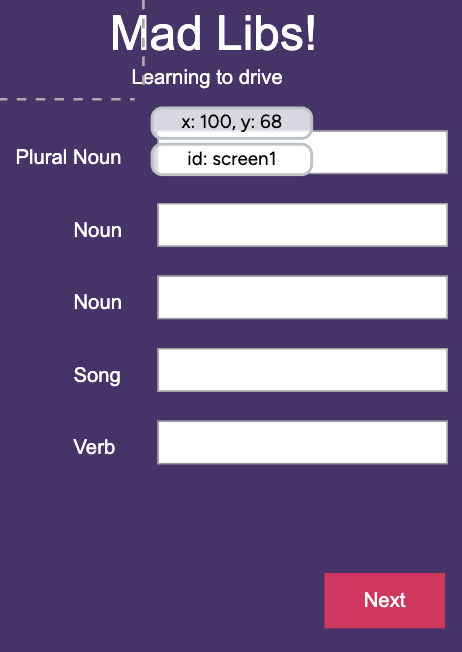 Mad Libs!
Learning to drive
x: 100, y: 68
Plural Noun
id: screen1
Noun
Noun
Song
Verb
Next